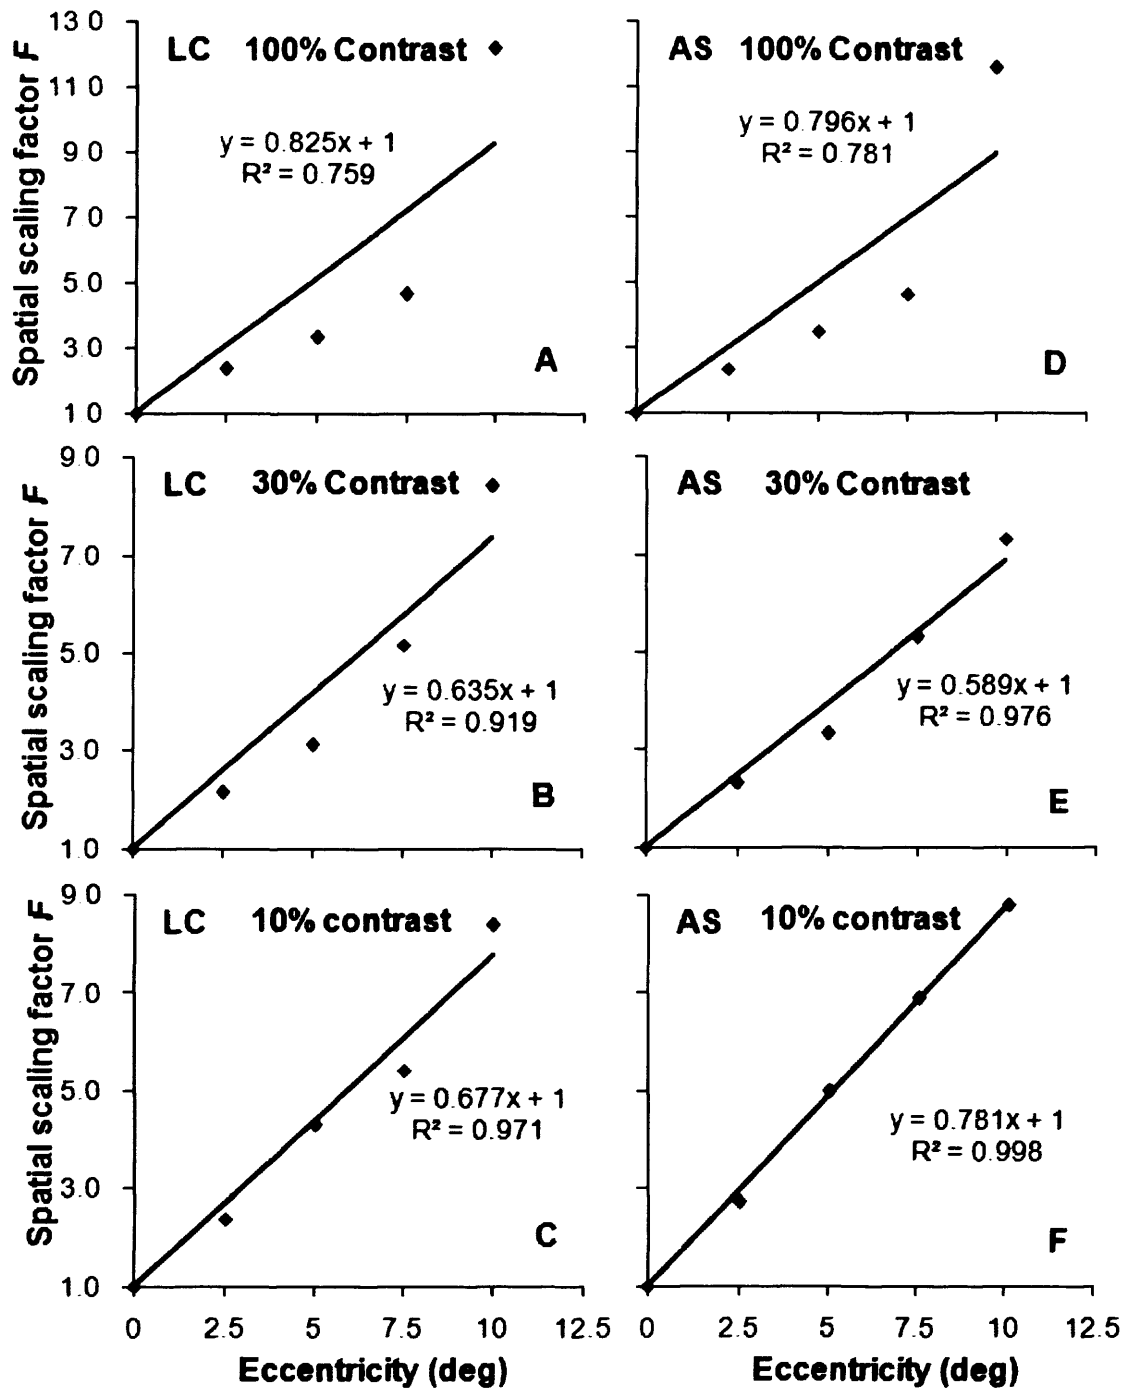 13.0
LC 100% Contrast
AS 100% Contrast
11.0
y = 0.825x + 1
R² = 0.759
y = 0.796x + 1
R² = 0.781
9.0
7.0
5.0
3.0
1.0
Spatial scaling factor F
A
D
9.0
LC 30% Contrast
AS 30% Contrast
7.0
5.0
y = 0.635x + 1
R² = 0.919
y = 0.589x + 1
R² = 0.976
3.0
1.0
Spatial scaling factor F
B
E
9.0
LC 10% contrast
AS 10% contrast
7.0
5.0
y = 0.677x + 1
R² = 0.971
y = 0.781x + 1
R² = 0.998
3.0
1.0
Spatial scaling factor F
C
F
0 2.5 5 7.5 10 12.5
0 2.5 5 7.5 10 12.5
Eccentricity (deg)
Eccentricity (deg)